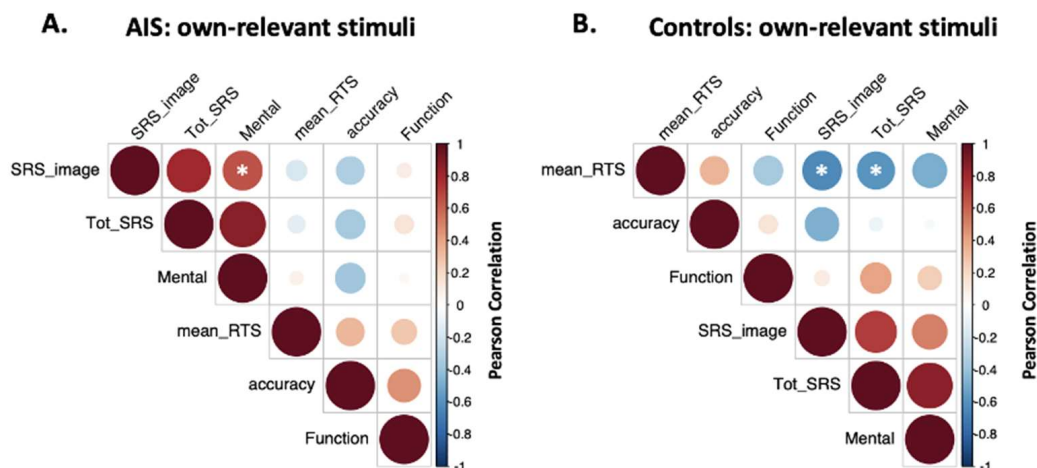 A. AIS: own-relevant stimuli
SRS_image
Tot_SRS
Mental
mean_RTS
accuracy
Function
SRS_image
*
Tot_SRS
Mental
mean_RTS
accuracy
Function
1
0.8
0.6
0.4
0.2
0
-0.2
-0.4
-0.6
-0.8
-1
Pearson Correlation
B. Controls: own-relevant stimuli
mean_RTS
accuracy
Function
SRS_image
Tot_SRS
Mental
mean_RTS
* *
accuracy
Function
SRS_image
Tot_SRS
Mental
1
0.8
0.6
0.4
0.2
0
-0.2
-0.4
-0.6
-0.8
-1
Pearson Correlation